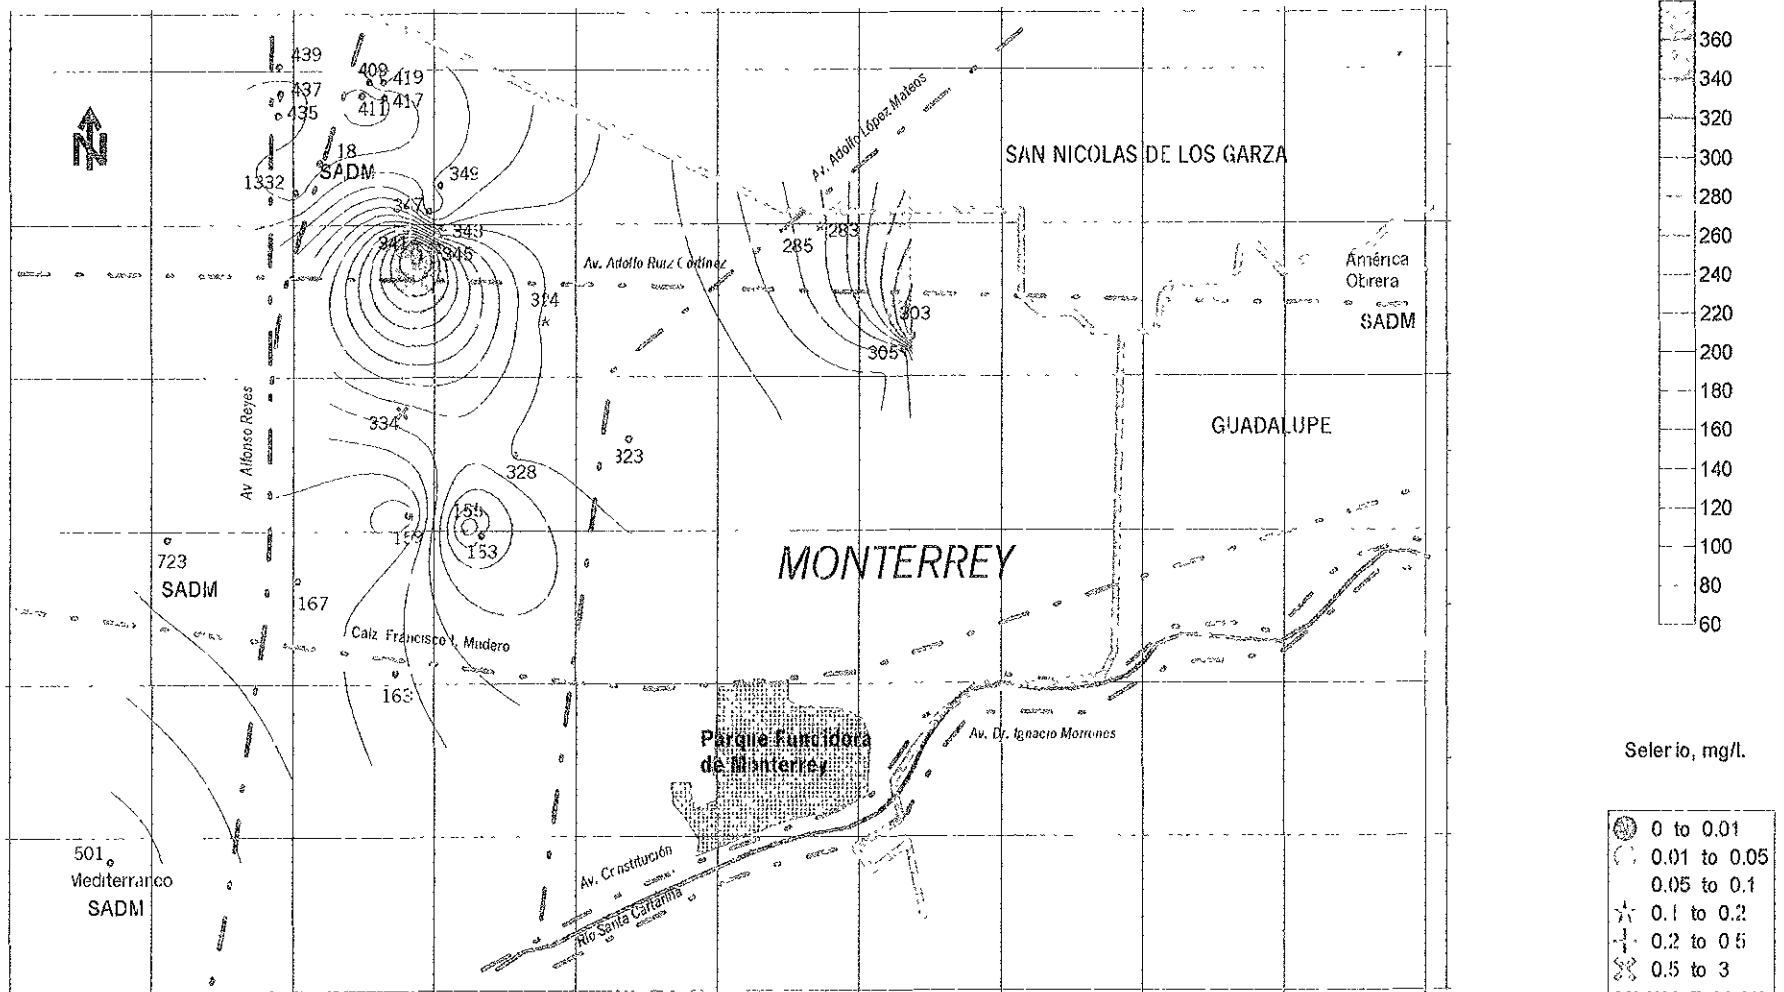 439
409
419
437
411
417
435
18
SADM
1332
349
347
343
341
345
Av. Adolfo López Mateos
SAN NICOLAS DE LOS GARZA
285
283
Av. Adolfo Ruiz Cortinez
América
Obrera
SADM
324
303
305
Av Alfonso Reyes
334
GUADALUPE
323
328
159
153
MONTERREY
723
SADM
167
Calz Francisco I. Madero
163
Parque Fundidora
de Monterrey
Av. Dr. Ignacio Morones
501
Mediterraneo
SADM
Av. Constitución
Río Santa Cartarina
N
360
340
320
300
280
260
240
220
200
180
160
140
120
100
80
60
Selenio, mg/l.
0 to 0.01
0.01 to 0.05
0.05 to 0.1
0.1 to 0.2
0.2 to 0.5
0.5 to 3